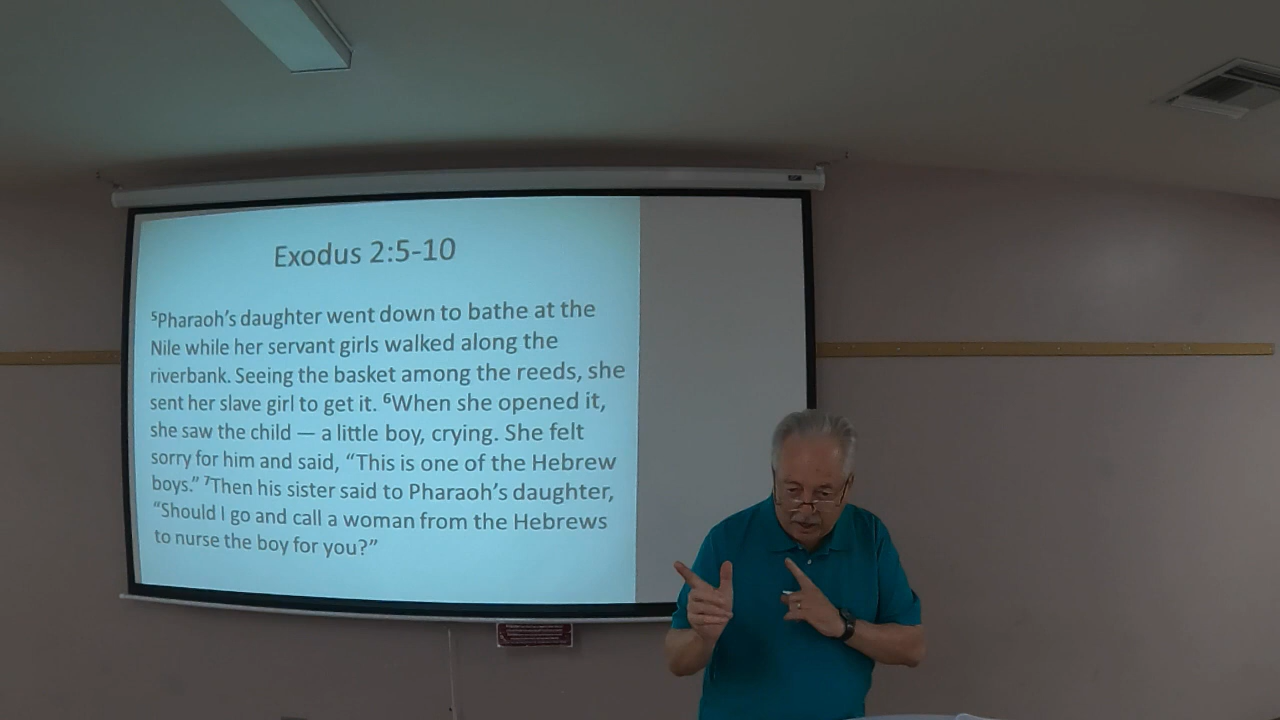 Exodus 2:5-10
⁵Pharaoh’s daughter went down to bathe at the
Nile while her servant girls walked along the
riverbank. Seeing the basket among the reeds, she
sent her slave girl to get it. ⁶When she opened it,
she saw the child — a little boy, crying. She felt
sorry for him and said, “This is one of the Hebrew
boys.” ⁷Then his sister said to Pharaoh’s daughter,
“Should I go and call a woman from the Hebrews
to nurse the boy for you?”